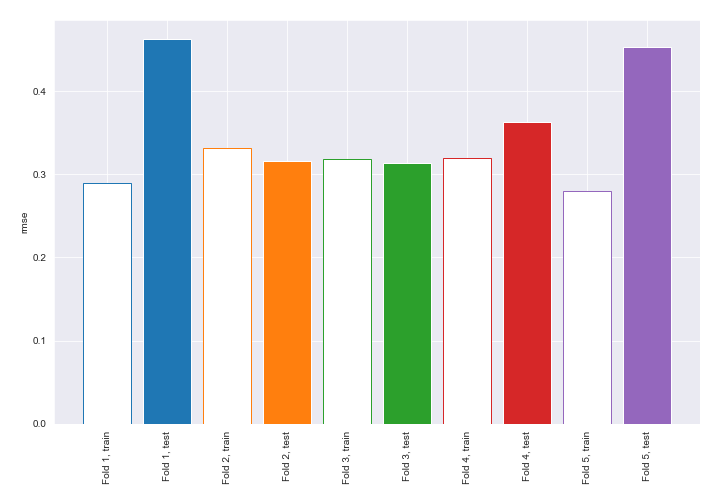 rmse
0.4
0.3
0.2
0.1
0.0
Fold 1, train
Fold 1, test
Fold 2, train
Fold 2, test
Fold 3, train
Fold 3, test
Fold 4, train
Fold 4, test
Fold 5, train
Fold 5, test